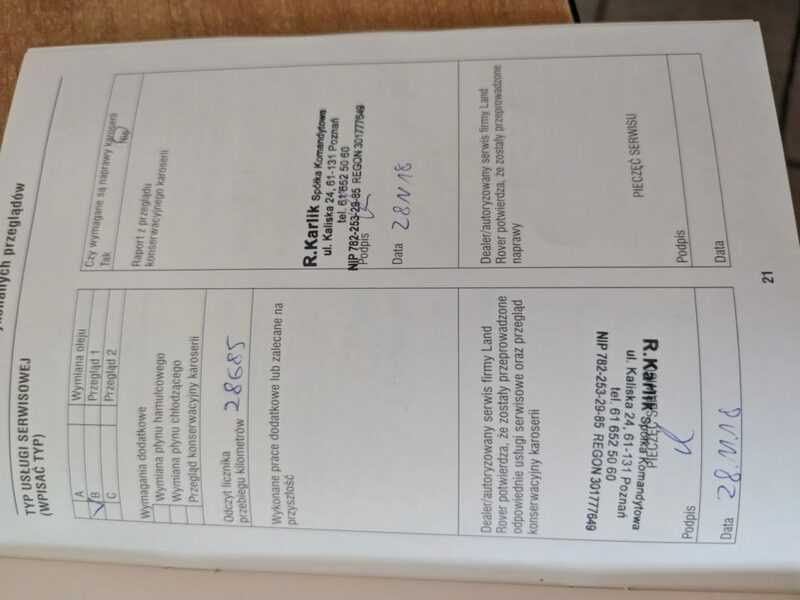 ykonanych przeglądów
TYP USŁUGI SERWISOWEJ
(WPISAĆ TYP)
A Wymiana oleju
B Przegląd 1
C Przegląd 2
Wymagania dodatkowe
Wymiana płynu hamulcowego
Wymiana płynu chłodzącego
Przegląd konserwacyjny karoserii
Odczyt licznika
przebiegu kilometrów 28685
Wykonane prace dodatkowe lub zalecane na
przyszłość
Dealer/autoryzowany serwis firmy Land
Rover potwierdza, że zostały przeprowadzone
odpowiednie usługi serwisowe oraz przegląd
konserwacyjny karoserii
NIP 782-253-29-85 REGON 301777649
tel. 61 652 50 60
ul. Kaliska 24, 61-131 Poznań
R.Karlik Spółka Komandytowa
PIECZĘĆ
Podpis
Data 28.11.18
Czy wymagane są naprawy karoserii
Tak Nie
Raport z przeglądu
konserwacyjnego karoserii
R.Karlik Spółka Komandytowa
ul. Kaliska 24, 61-131 Poznań
tel. 61 652 50 60
NIP 782-253-29-85 REGON 301777649
Podpis
Data 28 11 18
Dealer/autoryzowany serwis firmy Land
Rover potwierdza, że zostały przeprowadzone
naprawy
PIECZĘĆ SERWISU
Podpis
Data
21